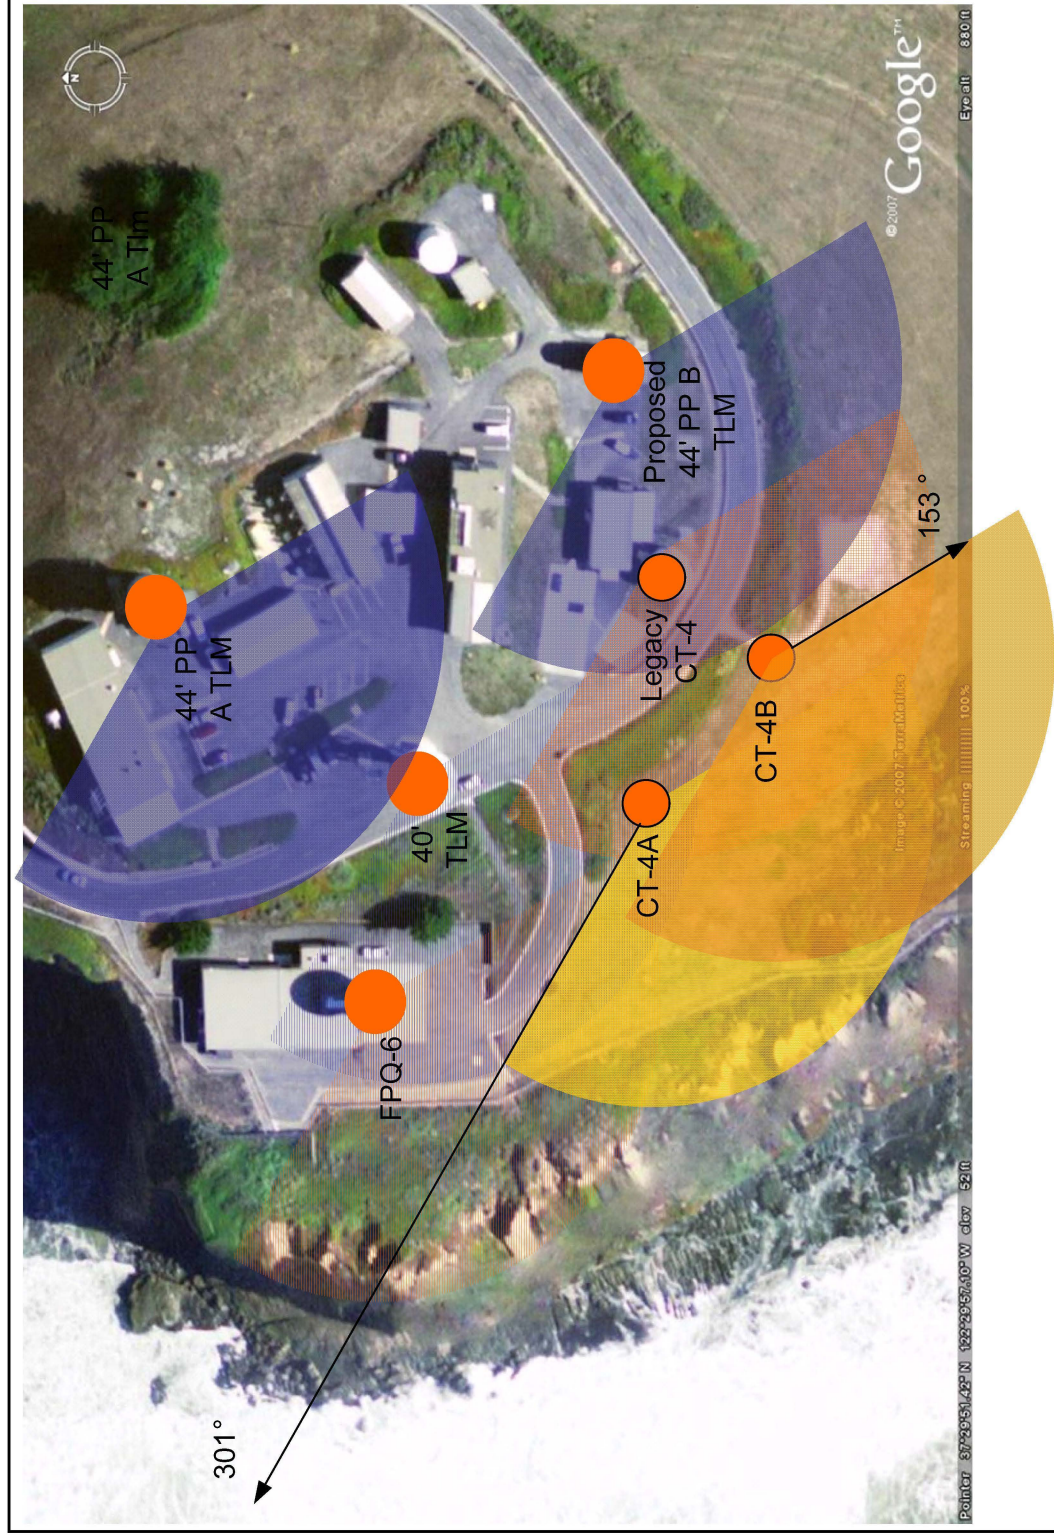 44' PP
A Tlm
44' PP
A TLM
40'
TLM
FPQ-6
Proposed
44' PP B
TLM
Legacy
CT-4
CT-4A
CT-4B
301°
153°
N
©2007 Google™
Image © 2007 TerraMetrics
Pointer 37°29'51.42" N 122°29'57.10" W elev 52 ft Streaming |||||||||| 100% Eye alt 880 ft